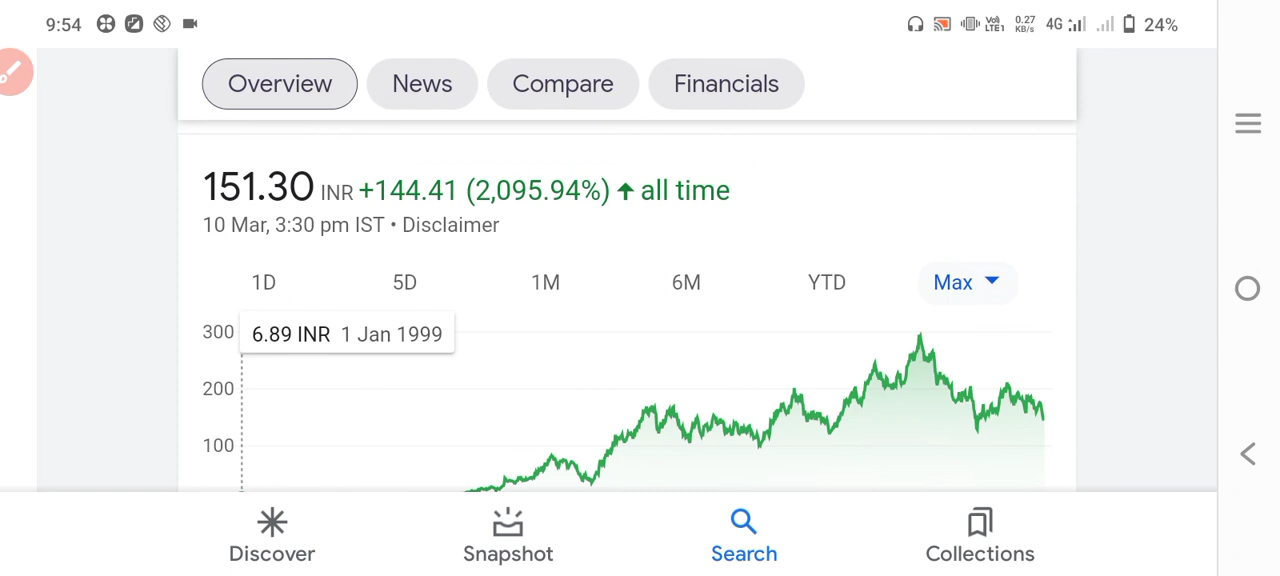 9:54 Vo) LTE1 0.27 KB/s 4G 24%
Overview News Compare Financials
151.30 INR +144.41 (2,095.94%) ↑ all time
10 Mar, 3:30 pm IST • Disclaimer
1D 5D 1M 6M YTD Max
300 6.89 INR 1 Jan 1999
200
100
Discover Snapshot Search Collections